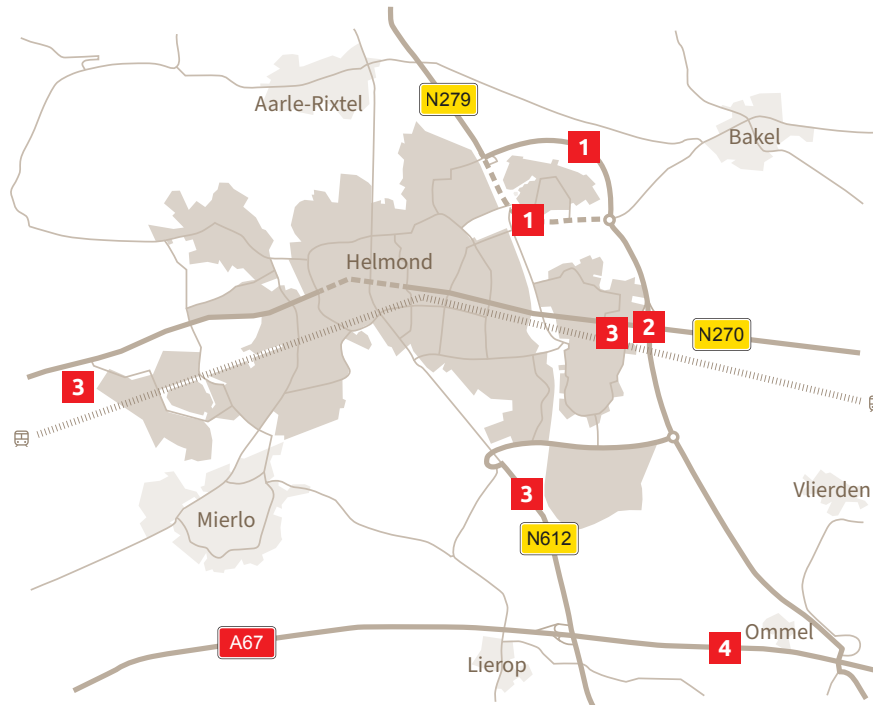 N279
Aarle-Rixtel
Bakel
1
1
Helmond
3
2
N270
3
Vlierden
3
Mierlo
N612
A67
4
Ommel
Lierop